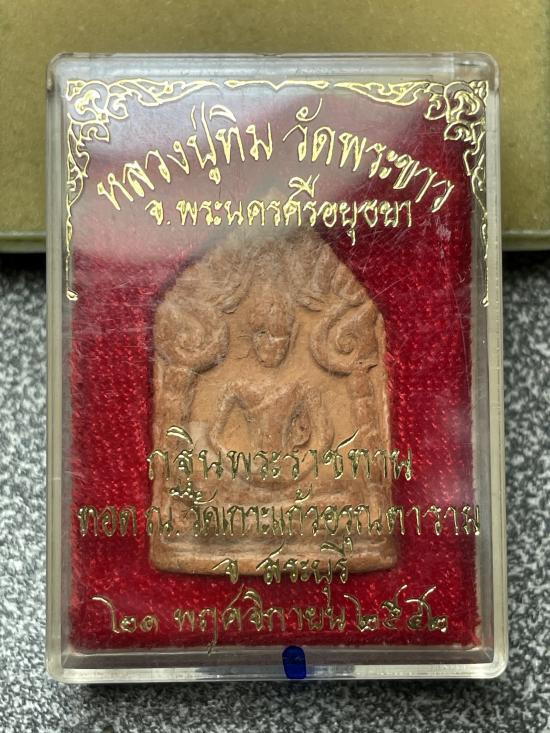 หลวงปู่ทิม วัดพระขาว
จ.พระนครศรีอยุธยา
กฐินพระราชทาน
ทอด ณ. วัดเกาะแก้วอรุณคาราม
จ สระบุรี
๒๑ พฤศจิกายน ๒๕๔๒